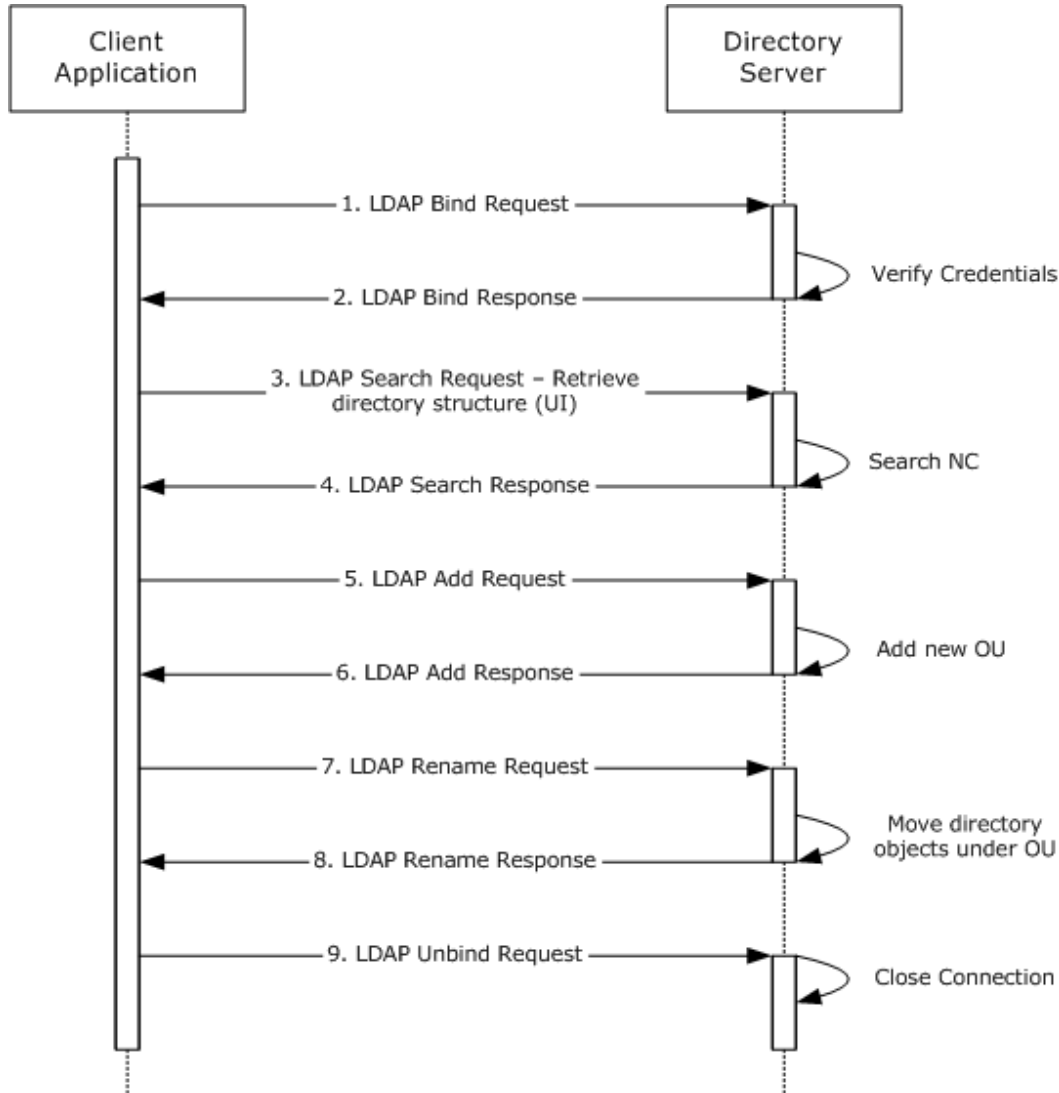 Client
Application
Directory
Server
1. LDAP Bind Request
Verify Credentials
2. LDAP Bind Response
3. LDAP Search Request – Retrieve
directory structure (UI)
Search NC
4. LDAP Search Response
5. LDAP Add Request
Add new OU
6. LDAP Add Response
7. LDAP Rename Request
Move directory
objects under OU
8. LDAP Rename Response
9. LDAP Unbind Request
Close Connection